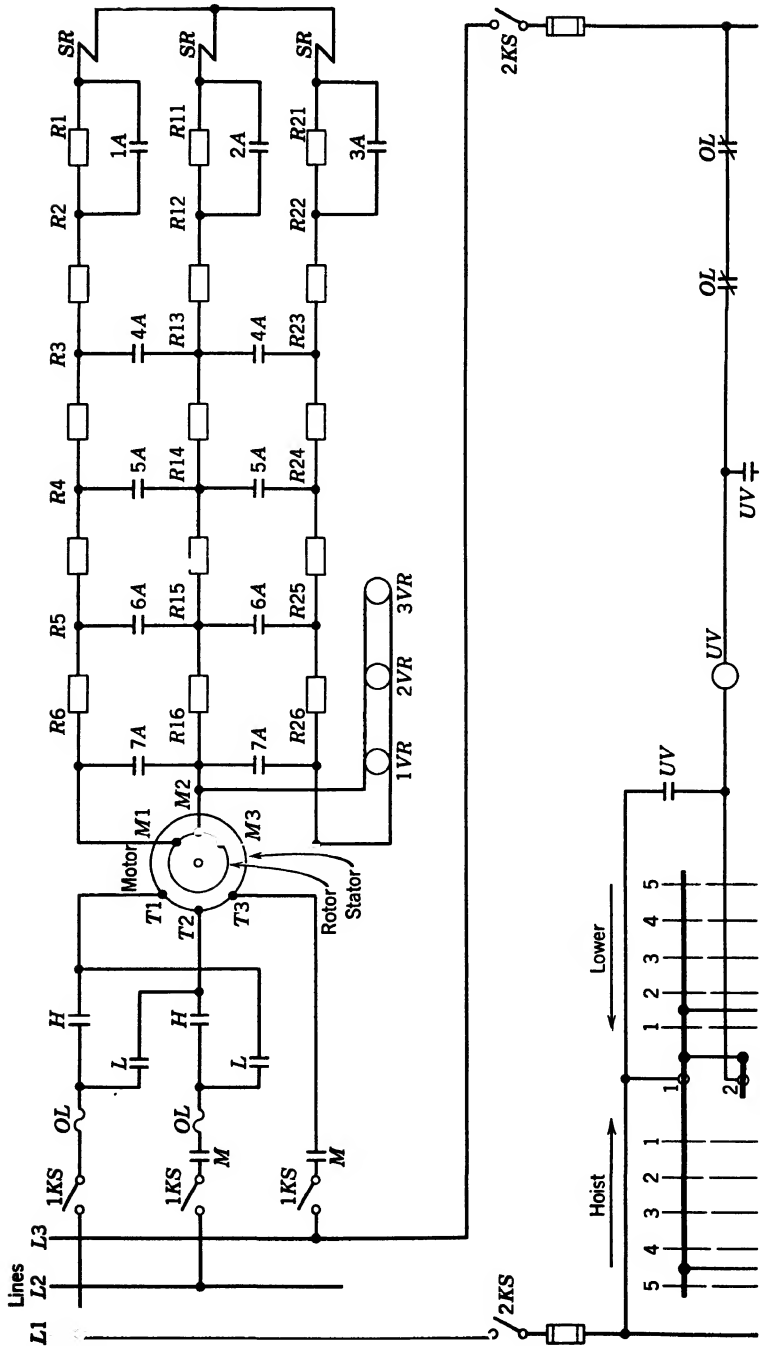 Lines
L1 L2 L3
1KS OL H R6 R5 R4 R3 R2 R1 SR
L Motor M1 7A 6A 5A 4A 1A
T1
1KS OL H T2 M2 R16 R15 R14 R13 R12 R11 SR
M L M3 7A 6A 5A 4A 2A
T3
1KS M R26 R25 R24 R23 R22 R21 SR
Rotor
Stator
3A
1VR 2VR 3VR
2KS 2KS
Hoist Lower
5 4 3 2 1 1 1 2 3 4 5
2
UV UV UV OL OL